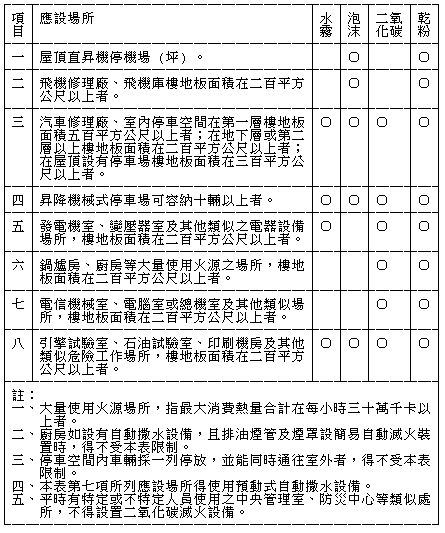 項目 應設場所 水霧 泡沫 二氧化碳 乾粉
一 屋頂直昇機停機場（坪）。 ○ ○
二 飛機修理廠、飛機庫樓地板面積在二百平方
公尺以上者。 ○ ○
三 汽車修理廠、室內停車空間在第一層樓地板 ○ ○ ○ ○
面積五百平方公尺以上者；在地下層或第二
層以上樓地板面積在二百平方公尺以上者；
在屋頂設有停車場樓地板面積在三百平方公
尺以上者。
四 昇降機械式停車場可容納十輛以上者。 ○ ○ ○ ○
五 發電機室、變壓器室及其他類似之電器設備 ○ ○ ○
場所，樓地板面積在二百平方公尺以上者。
六 鍋爐房、廚房等大量使用火源之場所，樓地 ○ ○
板面積在二百平方公尺以上者。
七 電信機械室、電腦室或總機室及其他類似場 ○ ○
所，樓地板面積在二百平方公尺以上者。
八 引擎試驗室、石油試驗室、印刷機房及其他 ○ ○ ○ ○
類似危險工作場所，樓地板面積在二百平方
公尺以上者。
註：
一、大量使用火源場所，指最大消費熱量合計在每小時三十萬千卡以
上者。
二、廚房如設有自動撒水設備，且排油煙管及煙罩設簡易自動滅火裝
置時，得不受本表限制。
三、停車空間內車輛採一列停放，並能同時通往室外者，得不受本表
限制。
四、本表第七項所列應設場所得使用預動式自動撒水設備。
五、平時有特定或不特定人員使用之中央管理室、防災中心等類似處
所，不得設置二氧化碳滅火設備。